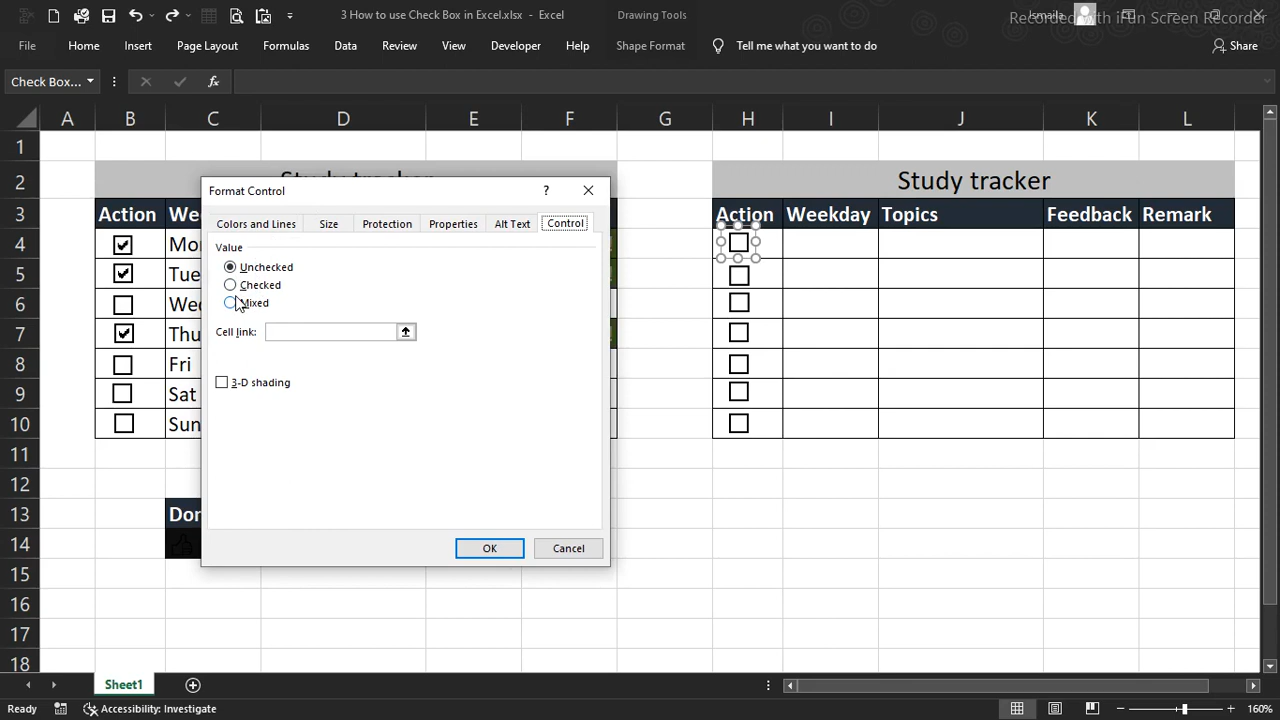 3 How to use Check Box in Excel.xlsx - Excel
Drawing Tools
Ismaila
Recorded with iFun Screen Recorder
File Home Insert Page Layout Formulas Data Review View Developer Help Shape Format Tell me what you want to do Share
Check Box... fx
A B C D E F G H I J K L
1
2 Study tracker
3 Action Weekday Topics Feedback Remark
4
5
6
7
8 Fri
9 Sat
10 Sun
11
12
13
14
15
16
17
18
Action
Format Control ?
Colors and Lines Size Protection Properties Alt Text Control
Value
Unchecked
Checked
Mixed
Cell link:
3-D shading
OK Cancel
Sheet1
Ready Accessibility: Investigate 160%